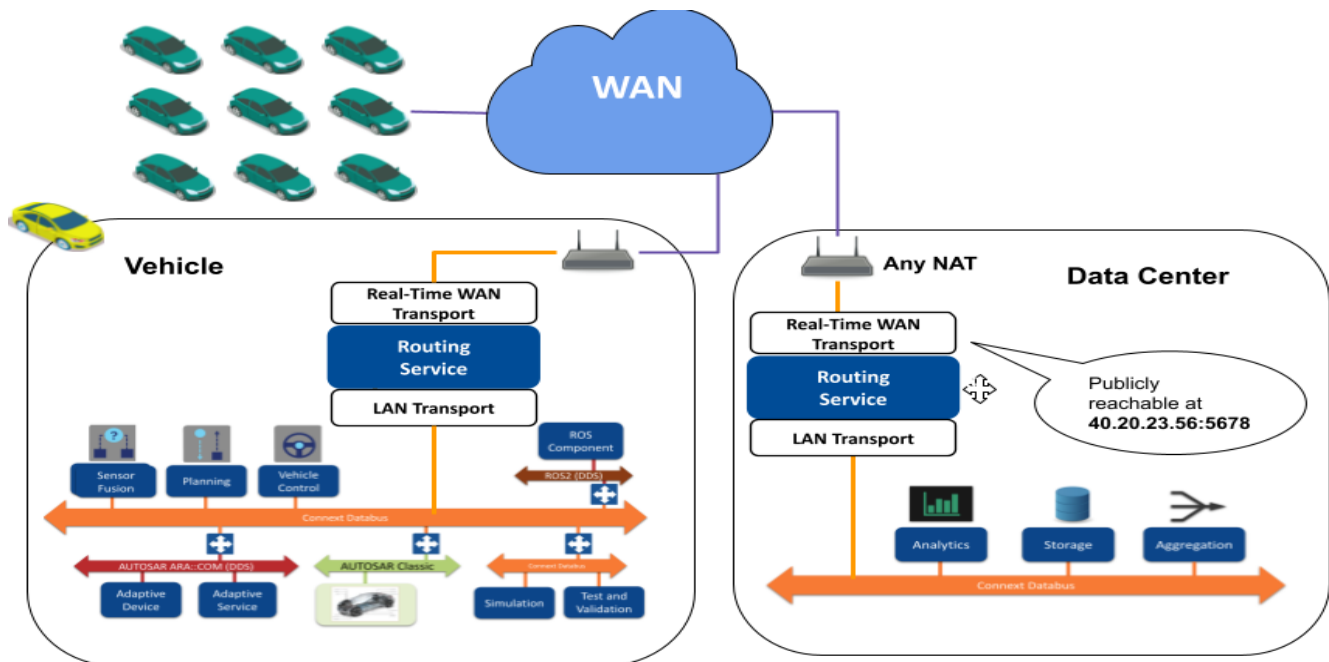 WAN
Vehicle
Real-Time WAN
Transport
Routing
Service
LAN Transport
?
Sensor
Fusion
Planning
Vehicle
Control
ROS
Component
ROS2 (DDS)
Connext Databus
AUTOSAR ARA::COM (DDS)
Adaptive
Device
Adaptive
Service
AUTOSAR Classic
Connext Databus
Simulation
Test and
Validation
Any NAT
Data Center
Real-Time WAN
Transport
Routing
Service
LAN Transport
Publicly
reachable at
40.20.23.56:5678
Analytics
Storage
Aggregation
Connext Databus